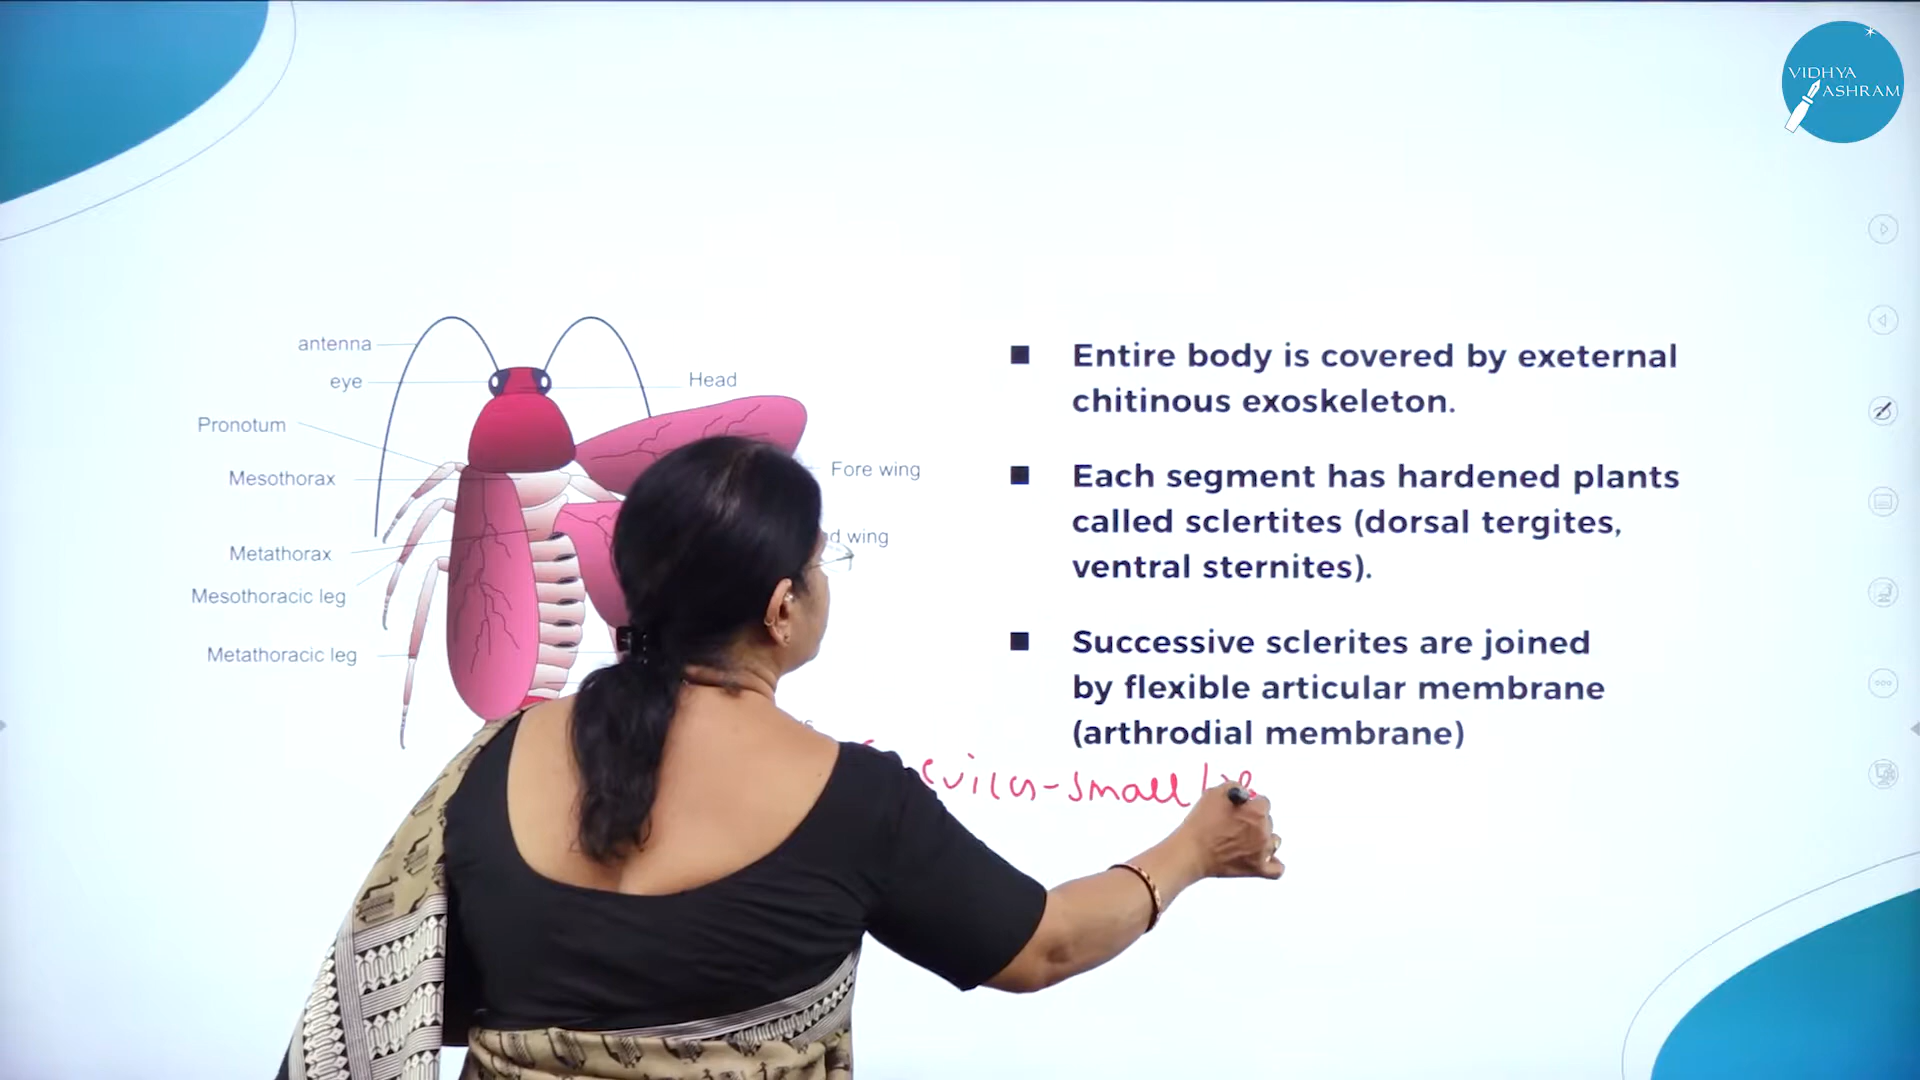 VIDHYA
ASHRAM
antenna
eye
Head
Pronotum
Fore wing
Mesothorax
d wing
Metathorax
Mesothoracic leg
Metathoracic leg
Entire body is covered by exeternal
chitinous exoskeleton.
Each segment has hardened plants
called sclertites (dorsal tergites,
ventral sternites).
Successive sclerites are joined
by flexible articular membrane
(arthrodial membrane)
small